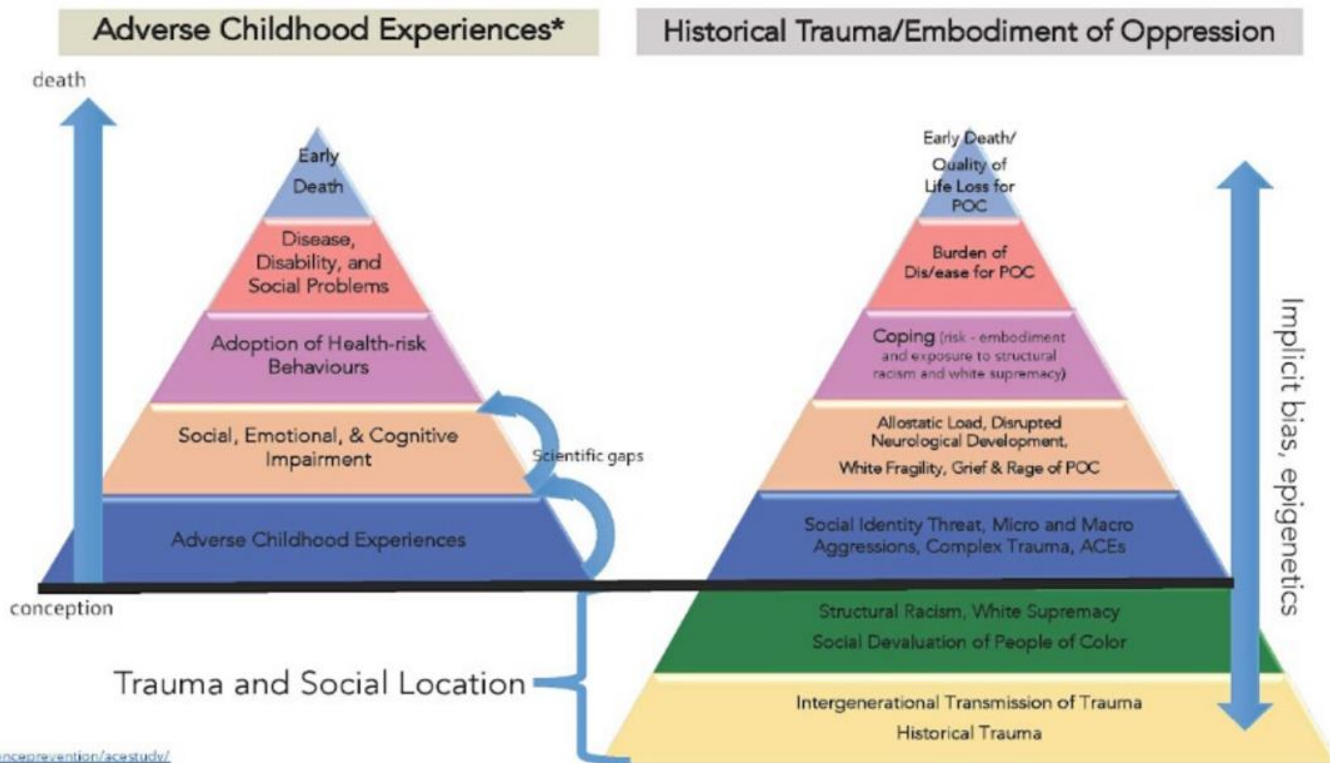 Adverse Childhood Experiences*
Historical Trauma/Embodiment of Oppression
death
Early
Death
Disease,
Disability, and
Social Problems
Adoption of Health-risk
Behaviours
Social, Emotional, & Cognitive
Impairment
Scientific gaps
Adverse Childhood Experiences
conception
Early Death/
Quality of
Life Loss for
POC
Burden of
Dis/ease for POC
Coping (risk - embodiment
and exposure to structural
racism and white supremacy)
Allostatic Load, Disrupted
Neurological Development,
White Fragility, Grief & Rage of POC
Social Identity Threat, Micro and Macro
Aggressions, Complex Trauma, ACEs
Structural Racism, White Supremacy
Social Devaluation of People of Color
Intergenerational Transmission of Trauma
Historical Trauma
Implicit bias, epigenetics
Trauma and Social Location
enceprevention/acestudy/